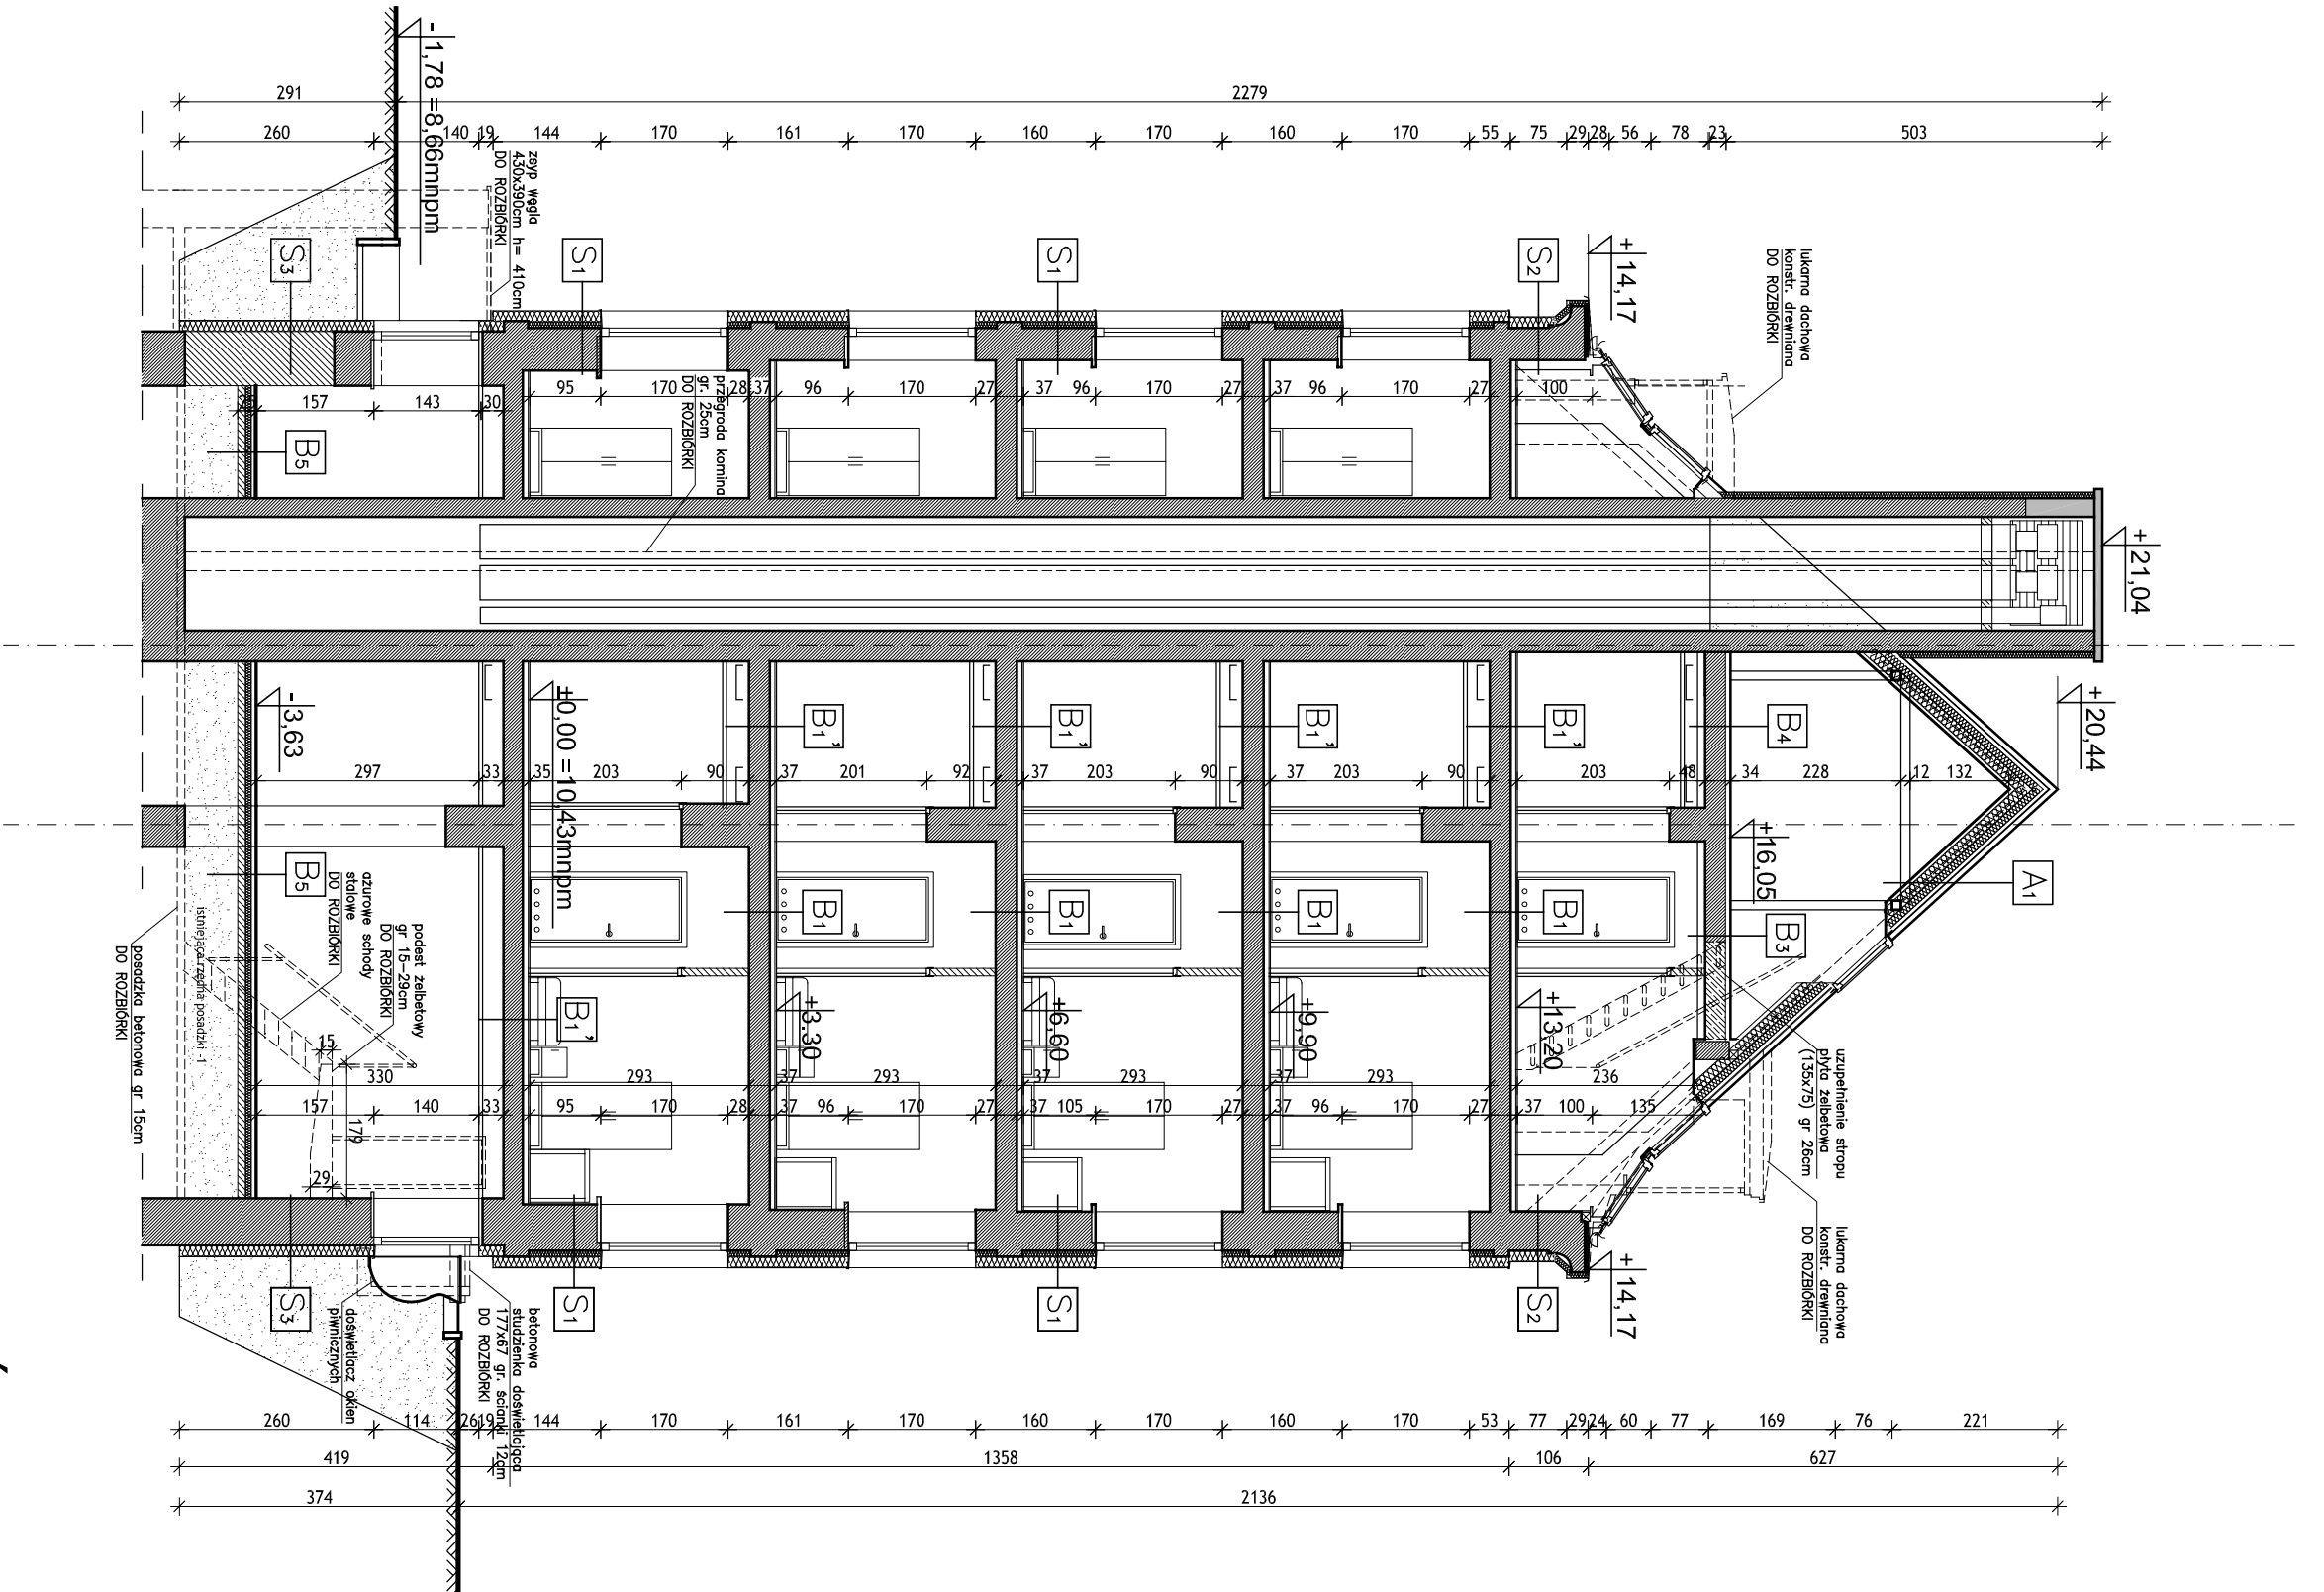 291
2279
260
140
19
144
170
161
170
160
170
160
170
55
75
29
28
56
78
23
503
-1,78 =8,66mnpm
zsyp węgla
430x390cm h= 410cm
DO ROZBIÓRKI
S3
S1
S1
S2
+14,17
lukarna dachowa
konstr. drewniana
DO ROZBIÓRKI
157
143
30
95
170
28
37
96
170
27
37
96
170
27
37
96
170
27
100
przegroda komina
gr. 25cm
DO ROZBIÓRKI
B5
+21,04
+20,44
-3,63
±0,00 =10,43mnpm
B1'
B1'
B1'
B1'
B4
297
33
35
203
90
37
201
92
37
203
90
37
203
90
203
48
34
228
12
132
+16,05
A1
B5
B1
B1
B1
B1
B3
istniejąca rzędna posadzki -1
ażurowe schody
stalowe
DO ROZBIÓRKI
podest żelbetowy
gr 15-29cm
DO ROZBIÓRKI
posadzka betonowa gr 15cm
DO ROZBIÓRKI
B1'
+3.30
+6,60
+9,90
+13,20
15
330
293
37
293
37
293
37
293
236
157
140
33
95
170
28
37
96
170
27
37
105
170
27
37
96
170
27
37
100
135
179
29
uzupełnienie stropu
płyta żelbetowa
(135x75) gr 26cm
lukarna dachowa
konstr. drewniana
DO ROZBIÓRKI
S3
S1
S1
S2
+14,17
doświetlacz okien
piwnicznych
betonowa
studzienka doświetlająca
177x67 gr. ścianki 12cm
DO ROZBIÓRKI
260
114
26
19
144
170
161
170
160
170
160
170
53
77
29
24
60
77
169
76
221
419
1358
106
627
374
2136